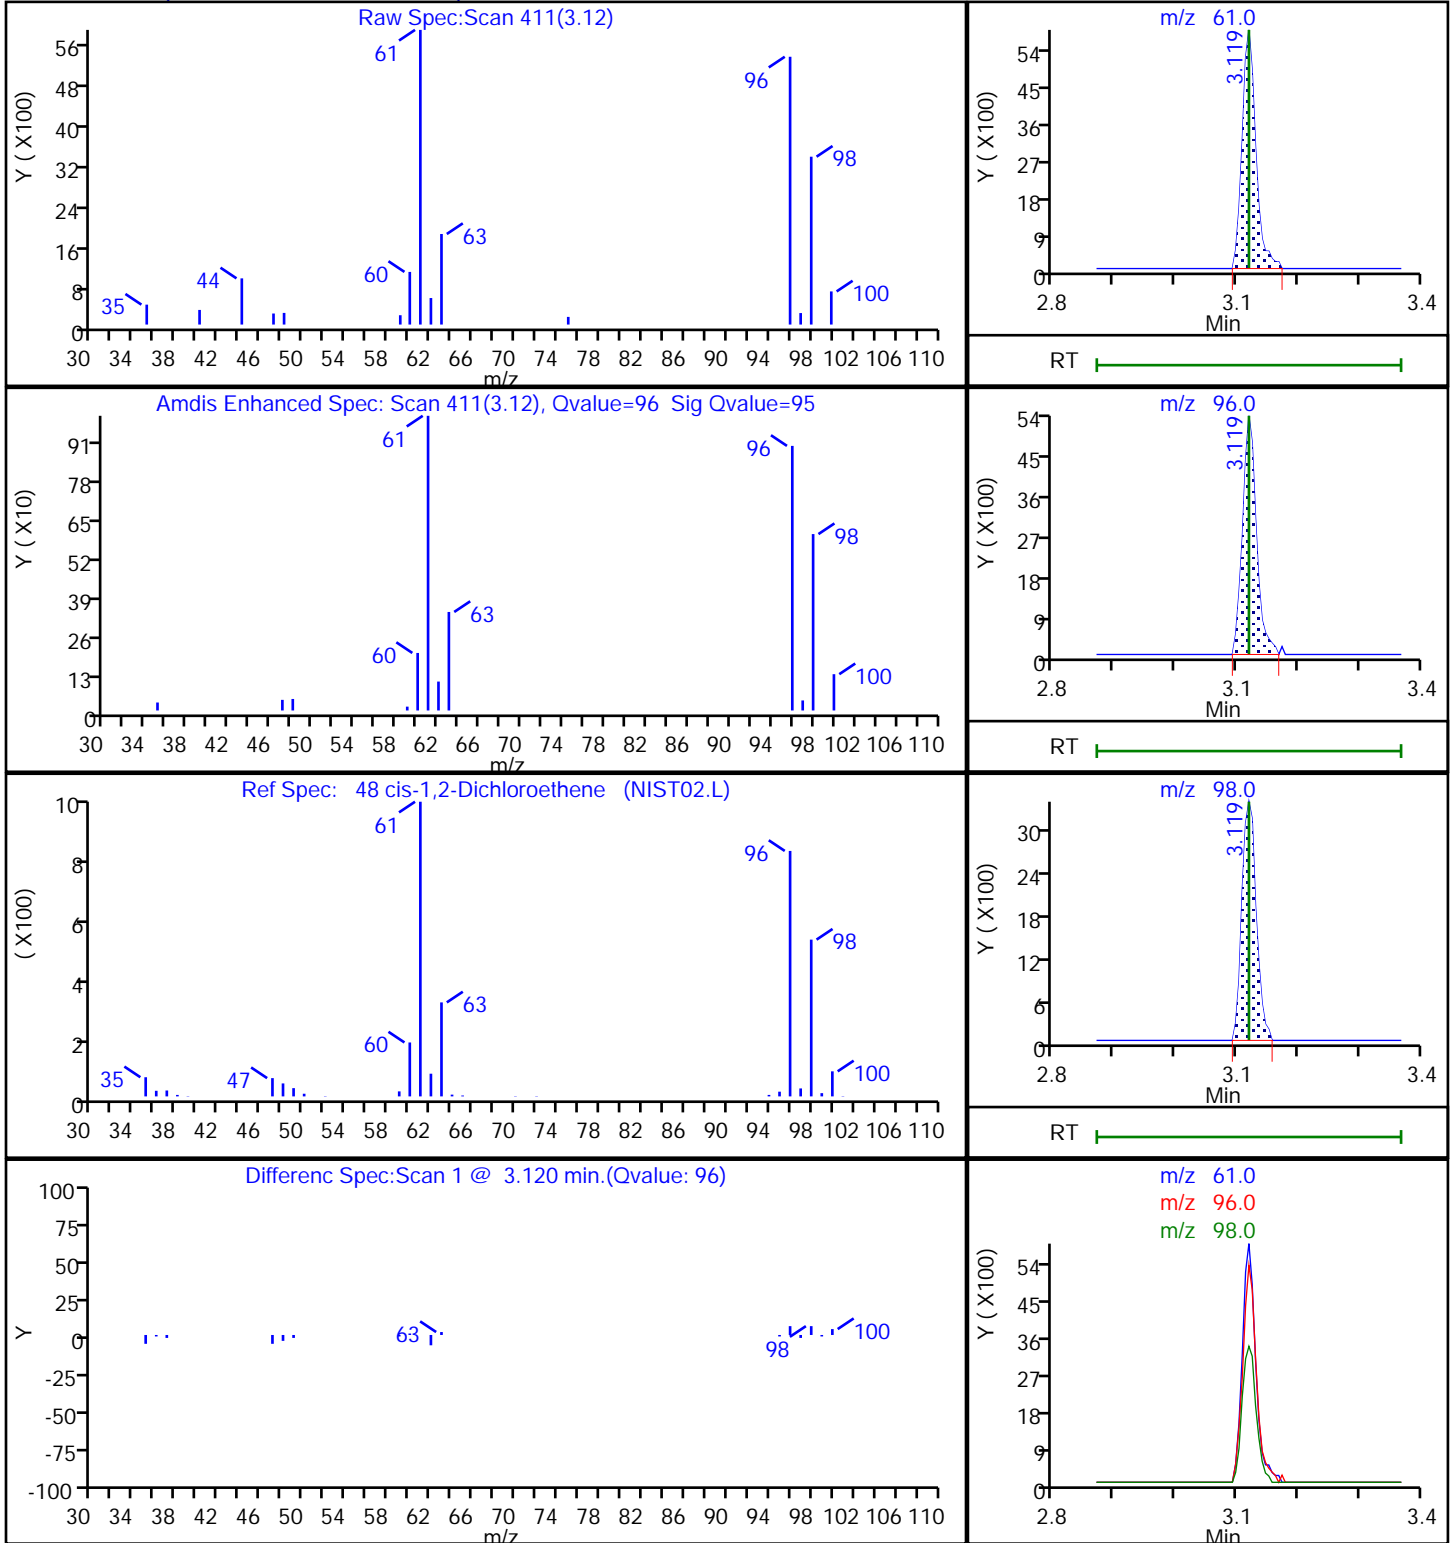 Raw Spec:Scan 411(3.12)
Y ( X100)
56
48
40
32
24
16
8
0
61
96
98
63
60
44
35
100
30 34 38 42 46 50 54 58 62 66 70 74 78 82 86 90 94 98 102 106 110
m/z
m/z 61.0
Y ( X100)
54
45
36
27
18
9
0
3.119
2.8 3.1 3.4
Min
RT
Amdis Enhanced Spec: Scan 411(3.12), Qvalue=96 Sig Qvalue=95
Y ( X10)
91
78
65
52
39
26
13
0
61
96
98
63
60
100
30 34 38 42 46 50 54 58 62 66 70 74 78 82 86 90 94 98 102 106 110
m/z
m/z 96.0
Y ( X100)
54
45
36
27
18
9
0
3.119
2.8 3.1 3.4
Min
RT
Ref Spec: 48 cis-1,2-Dichloroethene (NIST02.L)
( X100)
10
8
6
4
2
0
61
96
98
63
60
35
47
100
30 34 38 42 46 50 54 58 62 66 70 74 78 82 86 90 94 98 102 106 110
m/z
m/z 98.0
Y ( X100)
30
24
18
12
6
0
3.119
2.8 3.1 3.4
Min
RT
Differenc Spec:Scan 1 @ 3.120 min.(Qvalue: 96)
Y
100
75
50
25
0
-25
-50
-75
-100
63
98
100
30 34 38 42 46 50 54 58 62 66 70 74 78 82 86 90 94 98 102 106 110
m/z
m/z 61.0
m/z 96.0
m/z 98.0
Y ( X100)
54
45
36
27
18
9
0
2.8 3.1 3.4
Min